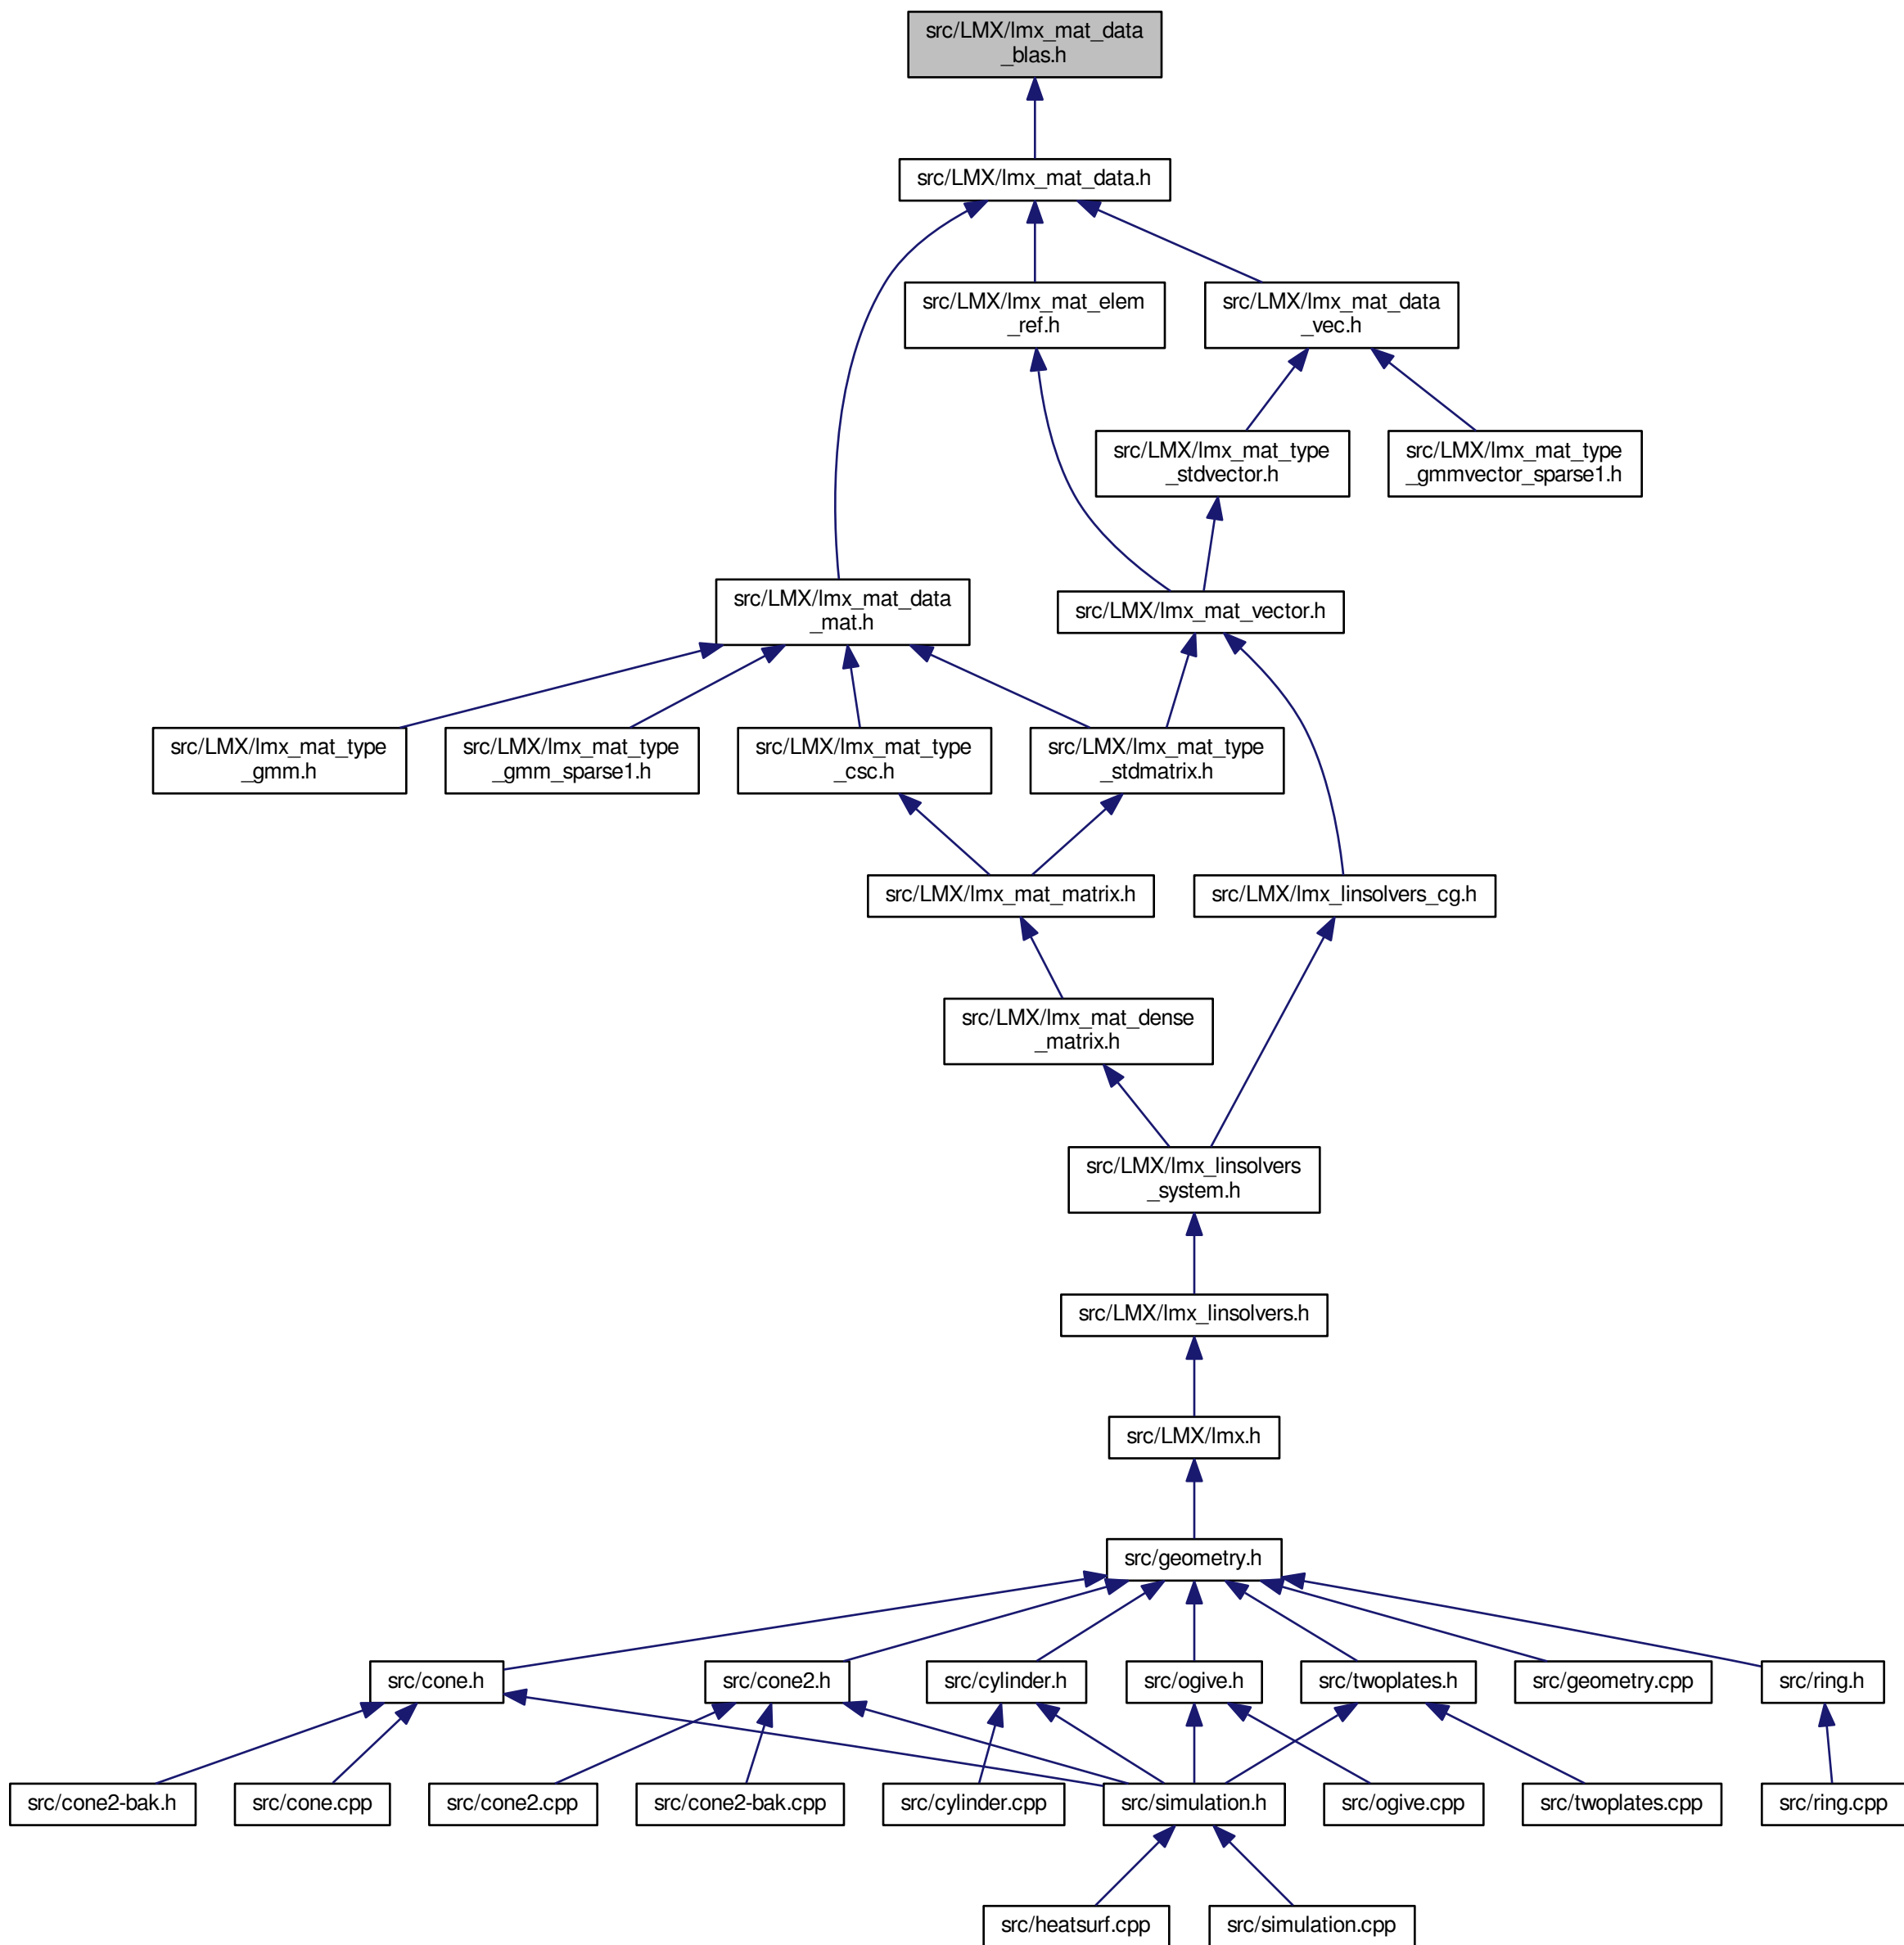 src/LMX/lmx_mat_data
_blas.h
src/LMX/lmx_mat_data.h
src/LMX/lmx_mat_elem
_ref.h
src/LMX/lmx_mat_data
_vec.h
src/LMX/lmx_mat_type
_stdvector.h
src/LMX/lmx_mat_type
_gmmvector_sparse1.h
src/LMX/lmx_mat_data
_mat.h
src/LMX/lmx_mat_vector.h
src/LMX/lmx_mat_type
_gmm.h
src/LMX/lmx_mat_type
_gmm_sparse1.h
src/LMX/lmx_mat_type
_csc.h
src/LMX/lmx_mat_type
_stdmatrix.h
src/LMX/lmx_mat_matrix.h
src/LMX/lmx_linsolvers_cg.h
src/LMX/lmx_mat_dense
_matrix.h
src/LMX/lmx_linsolvers
_system.h
src/LMX/lmx_linsolvers.h
src/LMX/lmx.h
src/geometry.h
src/cone.h
src/cone2.h
src/cylinder.h
src/ogive.h
src/twoplates.h
src/geometry.cpp
src/ring.h
src/cone2-bak.h
src/cone.cpp
src/cone2.cpp
src/cone2-bak.cpp
src/cylinder.cpp
src/simulation.h
src/ogive.cpp
src/twoplates.cpp
src/ring.cpp
src/heatsurf.cpp
src/simulation.cpp